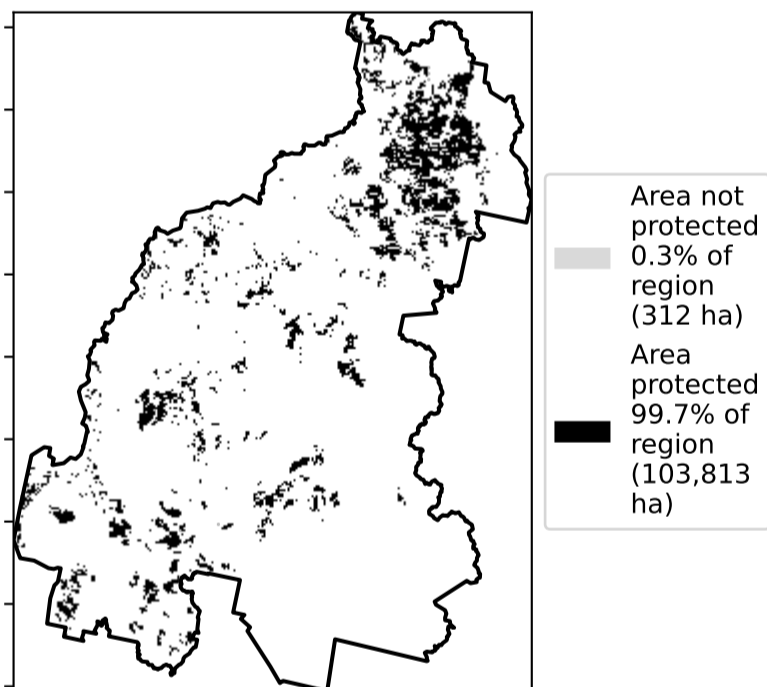 Area not
protected
0.3% of
region
(312 ha)
Area
protected
99.7% of
region
(103,813
ha)